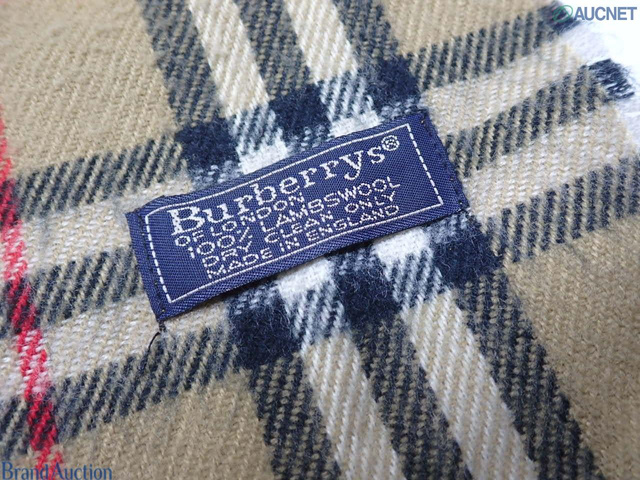 AUCNET
Burberrys®
OF LONDON
100% LAMBSWOOL
DRY CLEAN ONLY
MADE IN ENGLAND
Brand Auction